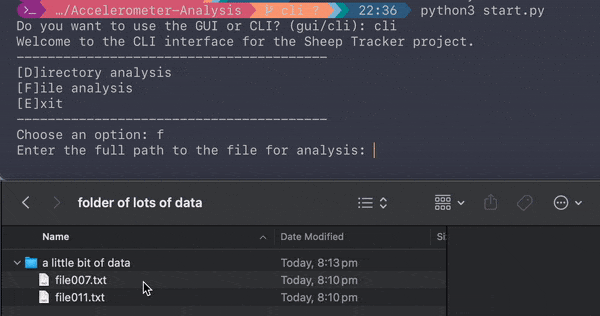 …/Accelerometer-Analysis cli ? 22:36 python3 start.py
Do you want to use the GUI or CLI? (gui/cli): cli
Welcome to the CLI interface for the Sheep Tracker project.
----------------------------------------
[D]irectory analysis
[F]ile analysis
[E]xit
----------------------------------------
Choose an option: f
Enter the full path to the file for analysis:
folder of lots of data
Name Date Modified Si
a little bit of data Today, 8:13 pm
file007.txt Today, 8:10 pm
file011.txt Today, 8:10 pm